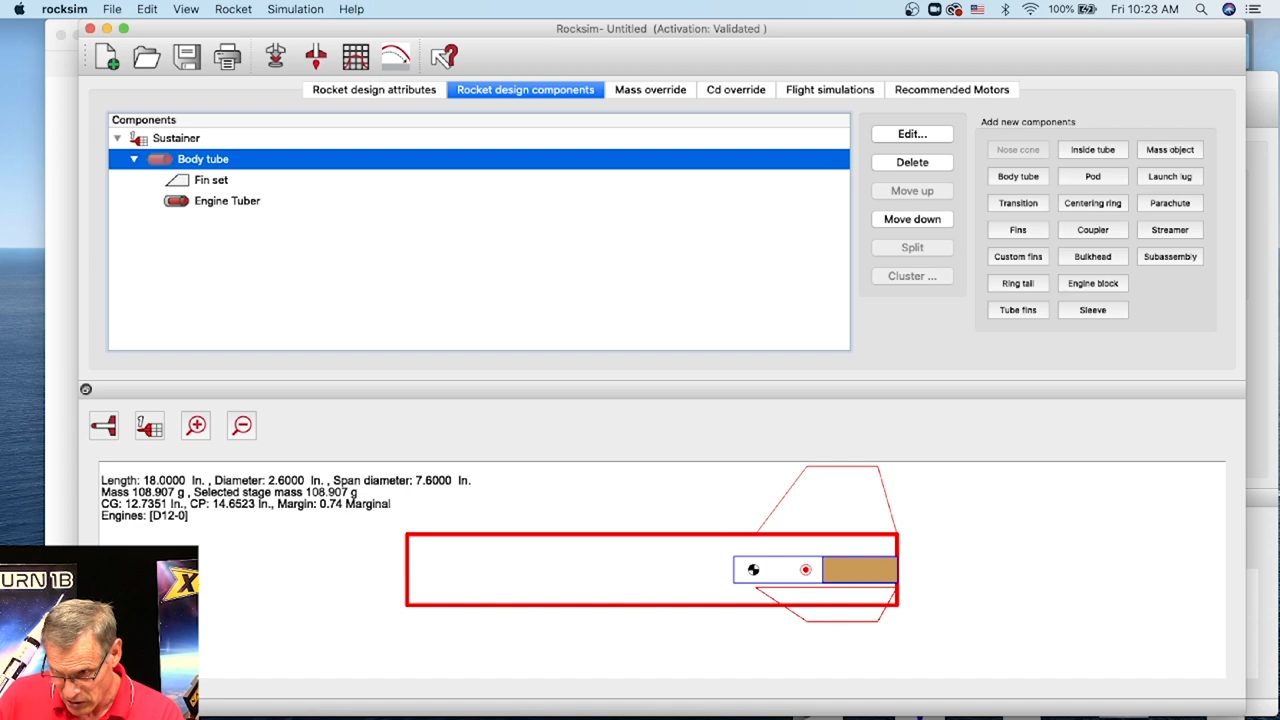 rocksim File Edit View Rocket Simulation Help 100% Fri 10:23 AM
Rocksim- Untitled (Activation: Validated )
Rocket design attributes Rocket design components Mass override Cd override Flight simulations Recommended Motors
Components
Sustainer
Body tube
Fin set
Engine Tuber
Edit...
Delete
Move up
Move down
Split
Cluster ...
Add new components
Nose cone Inside tube Mass object
Body tube Pod Launch lug
Transition Centering ring Parachute
Fins Coupler Streamer
Custom fins Bulkhead Subassembly
Ring tail Engine block
Tube fins Sleeve
Length: 18.0000 In. , Diameter: 2.6000 In. , Span diameter: 7.6000 In.
Mass 108.907 g , Selected stage mass 108.907 g
CG: 12.7351 In., CP: 14.6523 In., Margin: 0.74 Marginal
Engines: [D12-0]
URN 1B
X